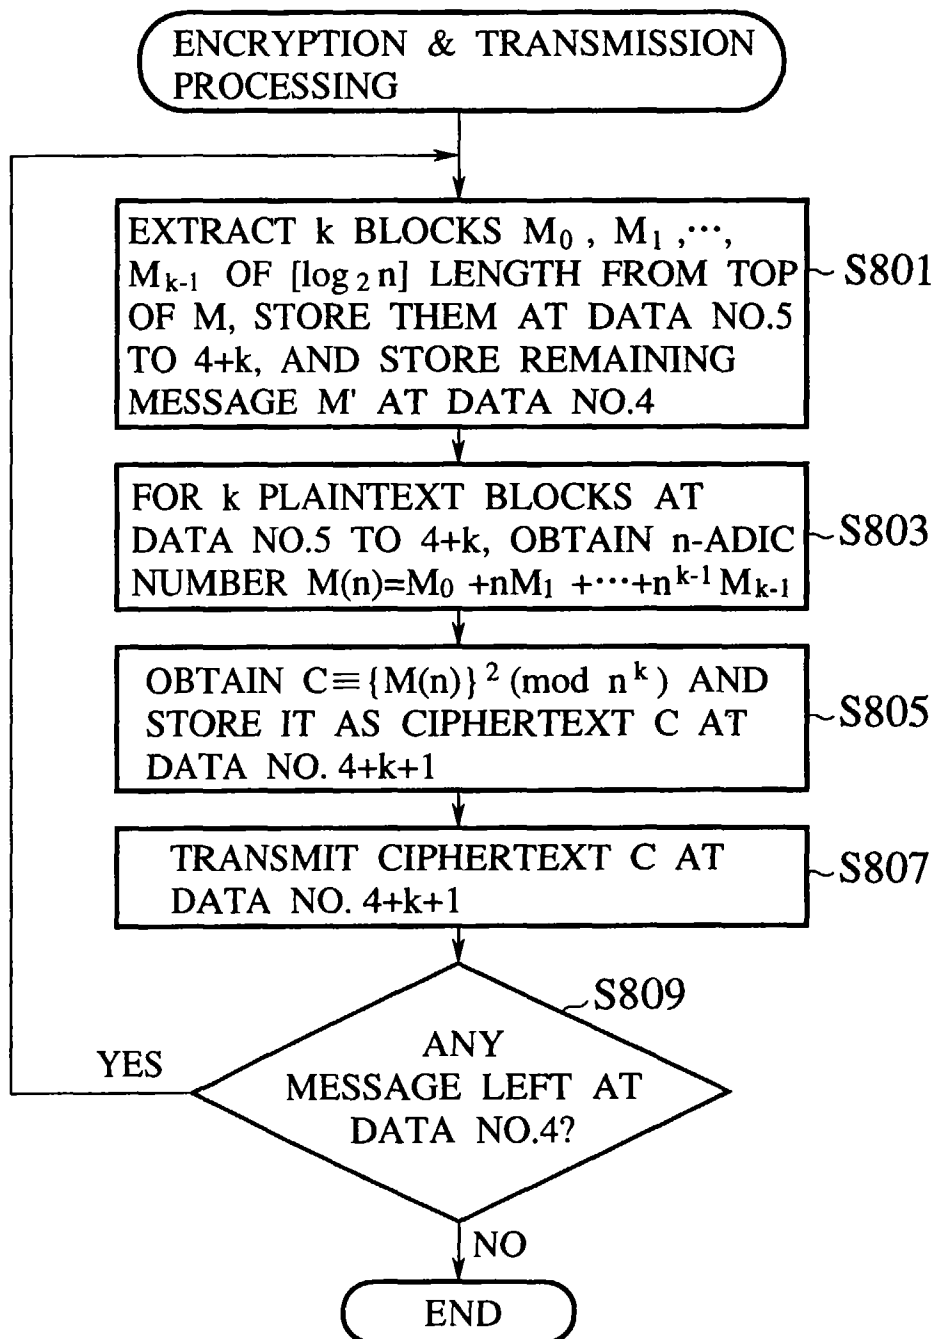 ENCRYPTION & TRANSMISSION
PROCESSING
EXTRACT k BLOCKS M₀ , M₁ ,⋯,
Mₖ₋₁ OF [log ₂ n] LENGTH FROM TOP
OF M, STORE THEM AT DATA NO.5
TO 4+k, AND STORE REMAINING
MESSAGE M' AT DATA NO.4
S801
FOR k PLAINTEXT BLOCKS AT
DATA NO.5 TO 4+k, OBTAIN n-ADIC
NUMBER M(n)=M₀ +nM₁ +⋯+nᵏ⁻¹ Mₖ₋₁
S803
OBTAIN C≡{M(n)}² (mod nᵏ) AND
STORE IT AS CIPHERTEXT C AT
DATA NO. 4+k+1
S805
TRANSMIT CIPHERTEXT C AT
DATA NO. 4+k+1
S807
S809
ANY
MESSAGE LEFT AT
DATA NO.4?
YES
NO
END